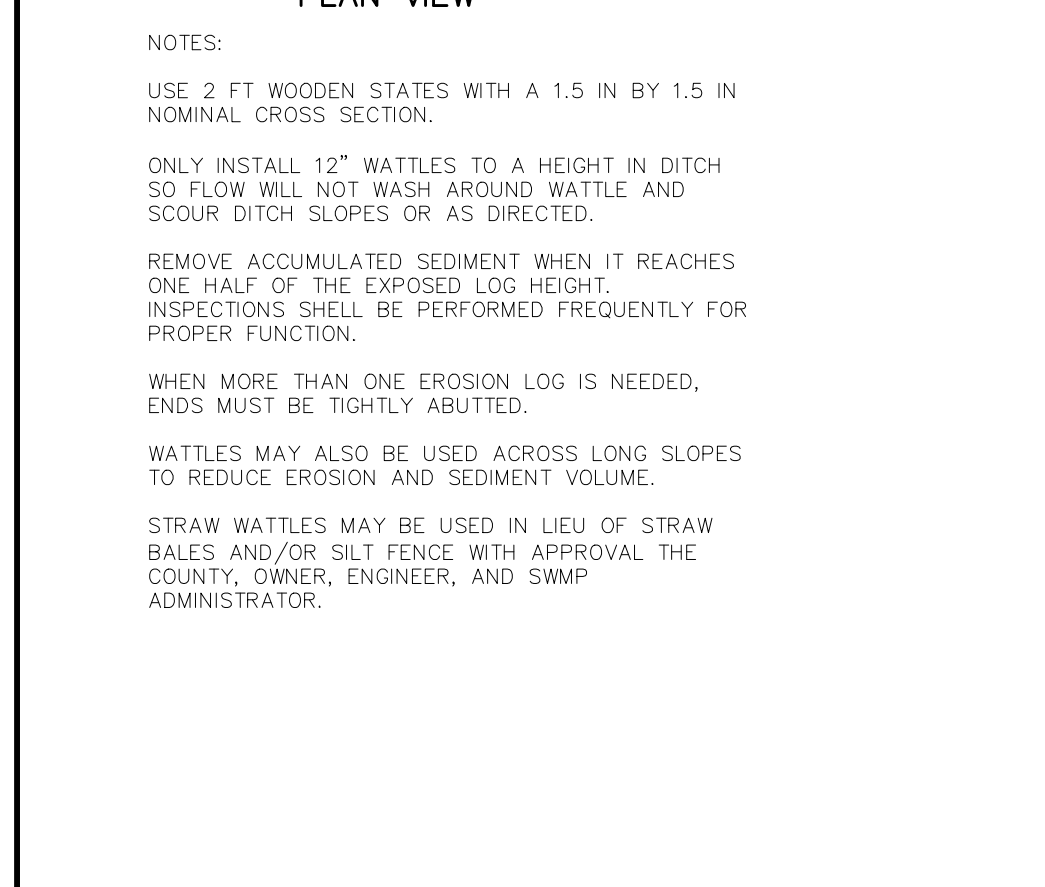 PLAN VIEW
NOTES:
USE 2 FT WOODEN STATES WITH A 1.5 IN BY 1.5 IN
NOMINAL CROSS SECTION.
ONLY INSTALL 12” WATTLES TO A HEIGHT IN DITCH
SO FLOW WILL NOT WASH AROUND WATTLE AND
SCOUR DITCH SLOPES OR AS DIRECTED.
REMOVE ACCUMULATED SEDIMENT WHEN IT REACHES
ONE HALF OF THE EXPOSED LOG HEIGHT.
INSPECTIONS SHELL BE PERFORMED FREQUENTLY FOR
PROPER FUNCTION.
WHEN MORE THAN ONE EROSION LOG IS NEEDED,
ENDS MUST BE TIGHTLY ABUTTED.
WATTLES MAY ALSO BE USED ACROSS LONG SLOPES
TO REDUCE EROSION AND SEDIMENT VOLUME.
STRAW WATTLES MAY BE USED IN LIEU OF STRAW
BALES AND/OR SILT FENCE WITH APPROVAL THE
COUNTY, OWNER, ENGINEER, AND SWMP
ADMINISTRATOR.